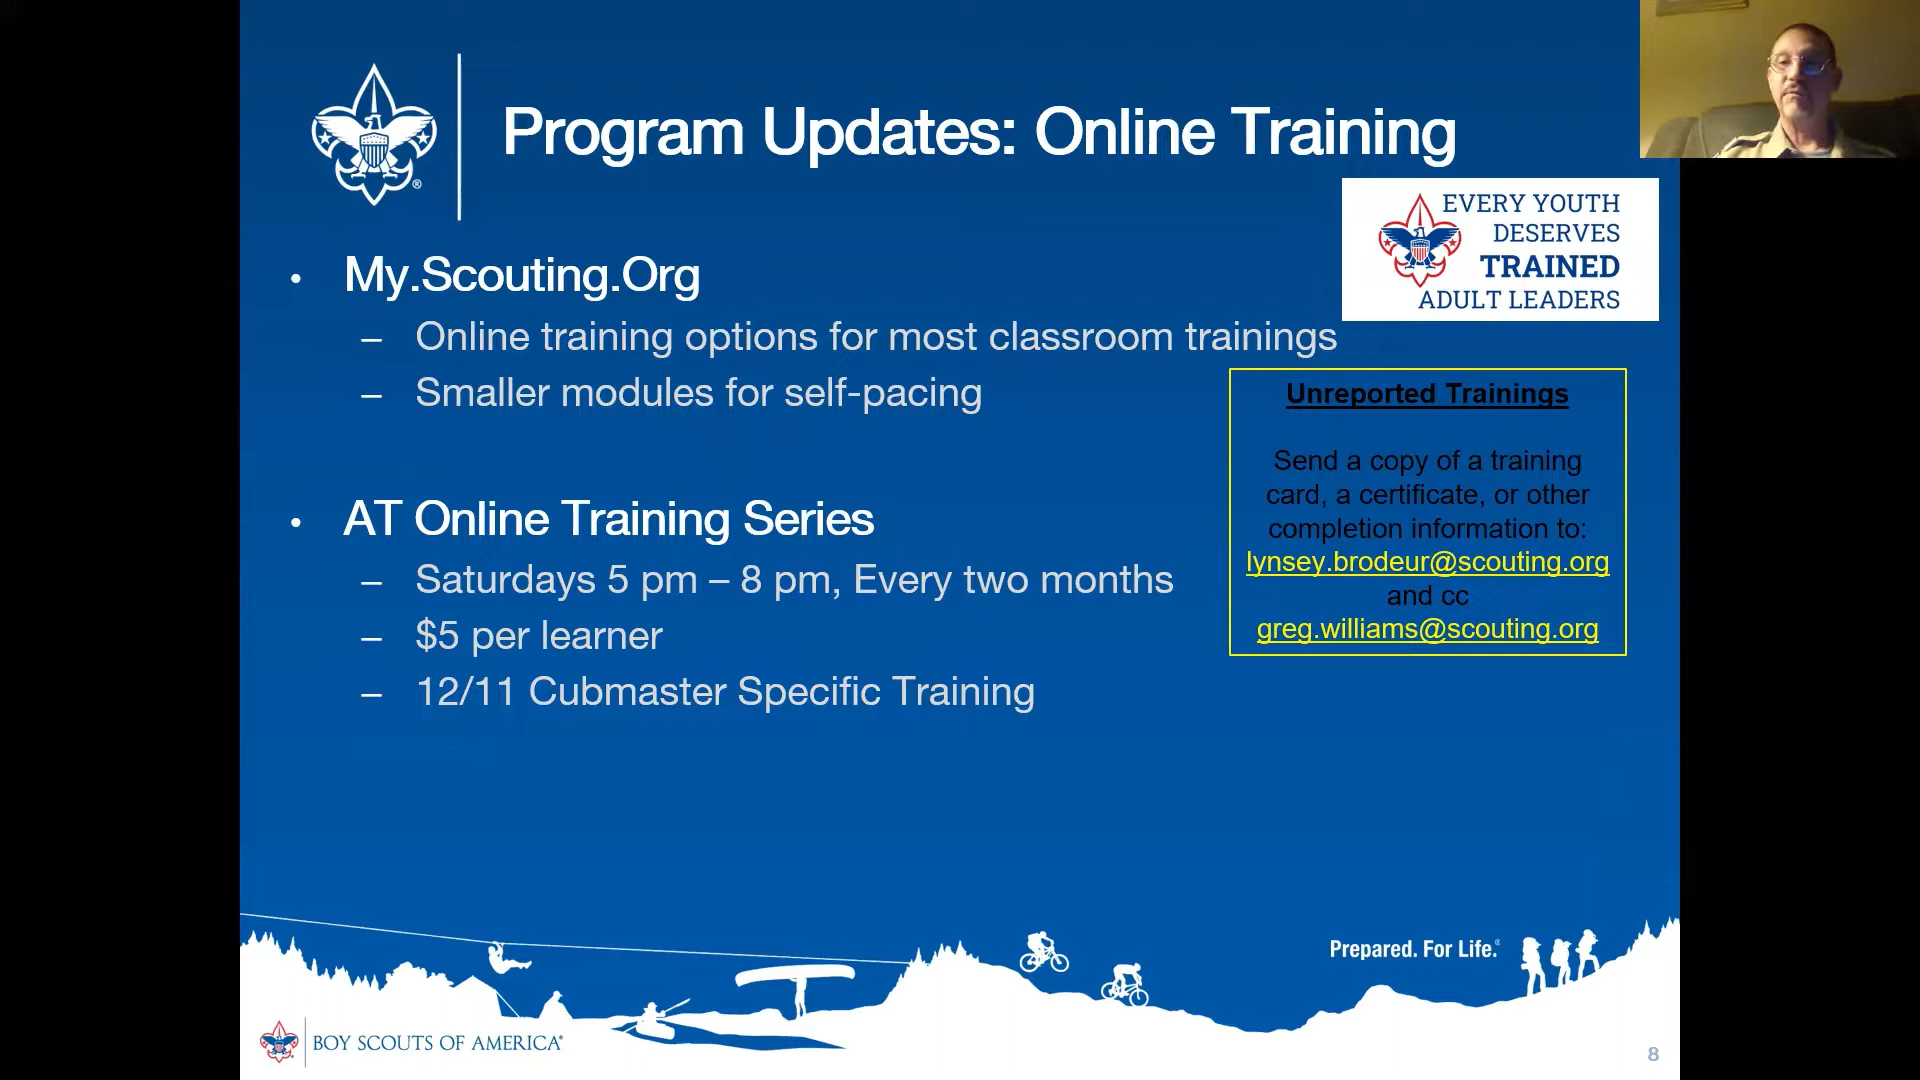 Program Updates: Online Training
EVERY YOUTH
DESERVES
TRAINED
ADULT LEADERS
• My.Scouting.Org
– Online training options for most classroom trainings
– Smaller modules for self-pacing
• AT Online Training Series
– Saturdays 5 pm – 8 pm, Every two months
– $5 per learner
– 12/11 Cubmaster Specific Training
Unreported Trainings
Send a copy of a training
card, a certificate, or other
completion information to:
lynsey.brodeur@scouting.org
and cc
greg.williams@scouting.org
Prepared. For Life.®
BOY SCOUTS OF AMERICA®
8